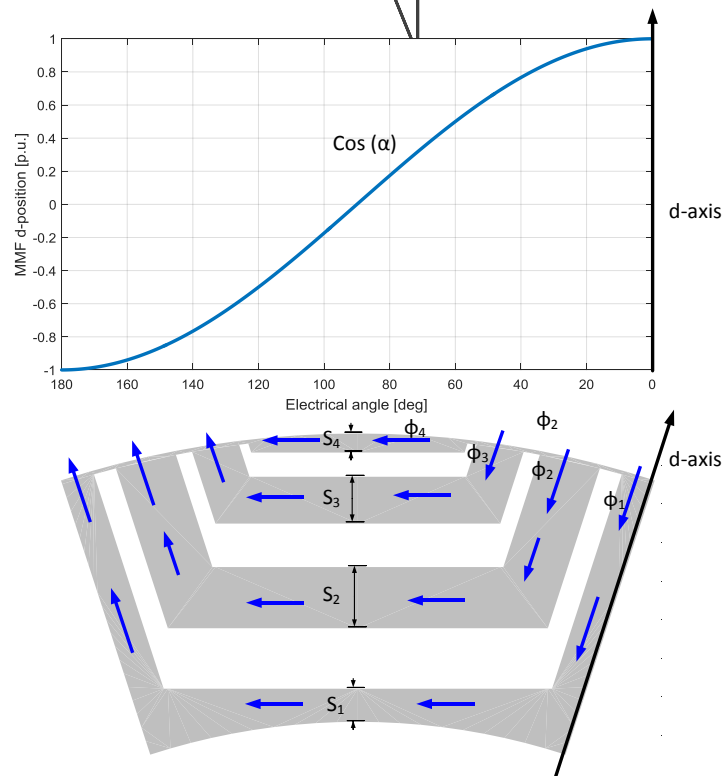 1
0.8
0.6
0.4
0.2
0
-0.2
-0.4
-0.6
-0.8
-1
MMF d-position [p.u.]
Cos (α)
d-axis
180 160 140 120 100 80 60 40 20 0
Electrical angle [deg]
ϕ2
ϕ4
S4
ϕ3
d-axis
ϕ2
S3
ϕ1
S2
S1